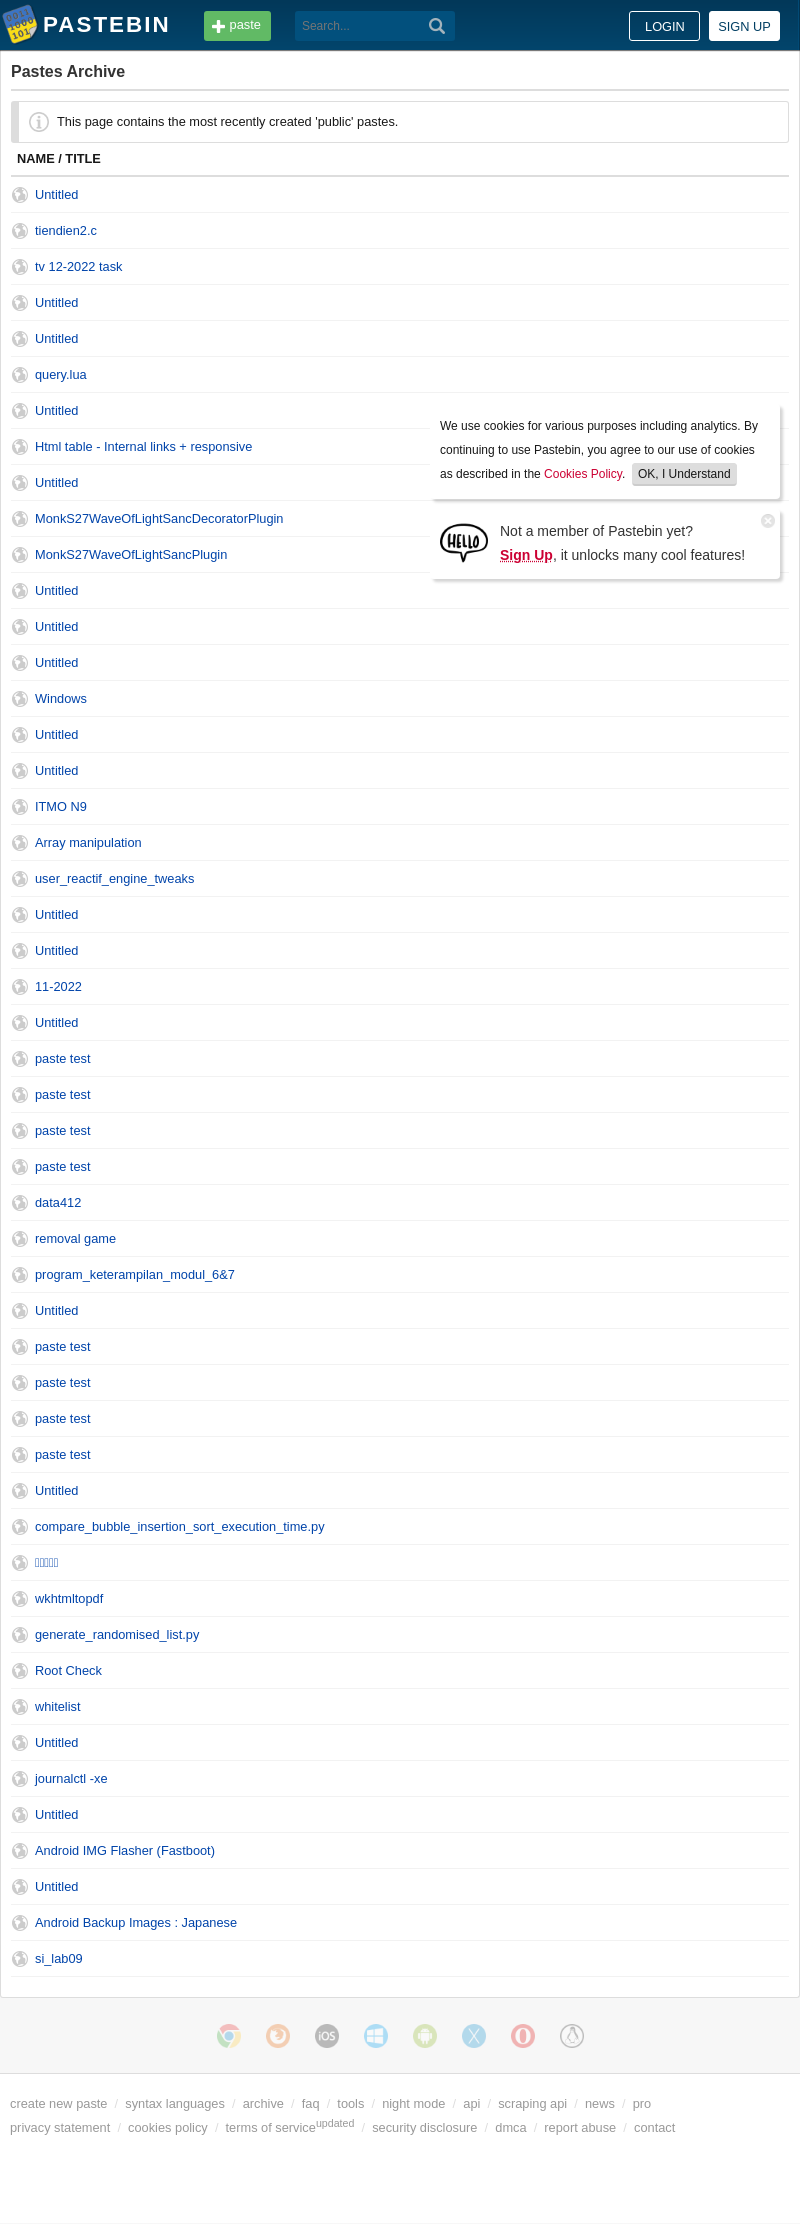 PASTEBIN
paste
Search...
LOGIN
SIGN UP
Pastes Archive
This page contains the most recently created 'public' pastes.
NAME / TITLE
Untitled
tiendien2.c
tv 12-2022 task
Untitled
Untitled
query.lua
Untitled
Html table - Internal links + responsive
Untitled
MonkS27WaveOfLightSancDecoratorPlugin
MonkS27WaveOfLightSancPlugin
We use cookies for various purposes including analytics. By
continuing to use Pastebin, you agree to our use of cookies
as described in the Cookies Policy. OK, I Understand
HELLO
Not a member of Pastebin yet?
Sign Up, it unlocks many cool features!
Untitled
Untitled
Untitled
Windows
Untitled
Untitled
ITMO N9
Array manipulation
user_reactif_engine_tweaks
Untitled
Untitled
11-2022
Untitled
paste test
paste test
paste test
paste test
data412
removal game
program_keterampilan_modul_6&7
Untitled
paste test
paste test
paste test
paste test
Untitled
compare_bubble_insertion_sort_execution_time.py
wkhtmltopdf
generate_randomised_list.py
Root Check
whitelist
Untitled
journalctl -xe
Untitled
Android IMG Flasher (Fastboot)
Untitled
Android Backup Images : Japanese
si_lab09
iOS
create new paste / syntax languages / archive / faq / tools / night mode / api / scraping api / news / pro
privacy statement / cookies policy / terms of service updated / security disclosure / dmca / report abuse / contact